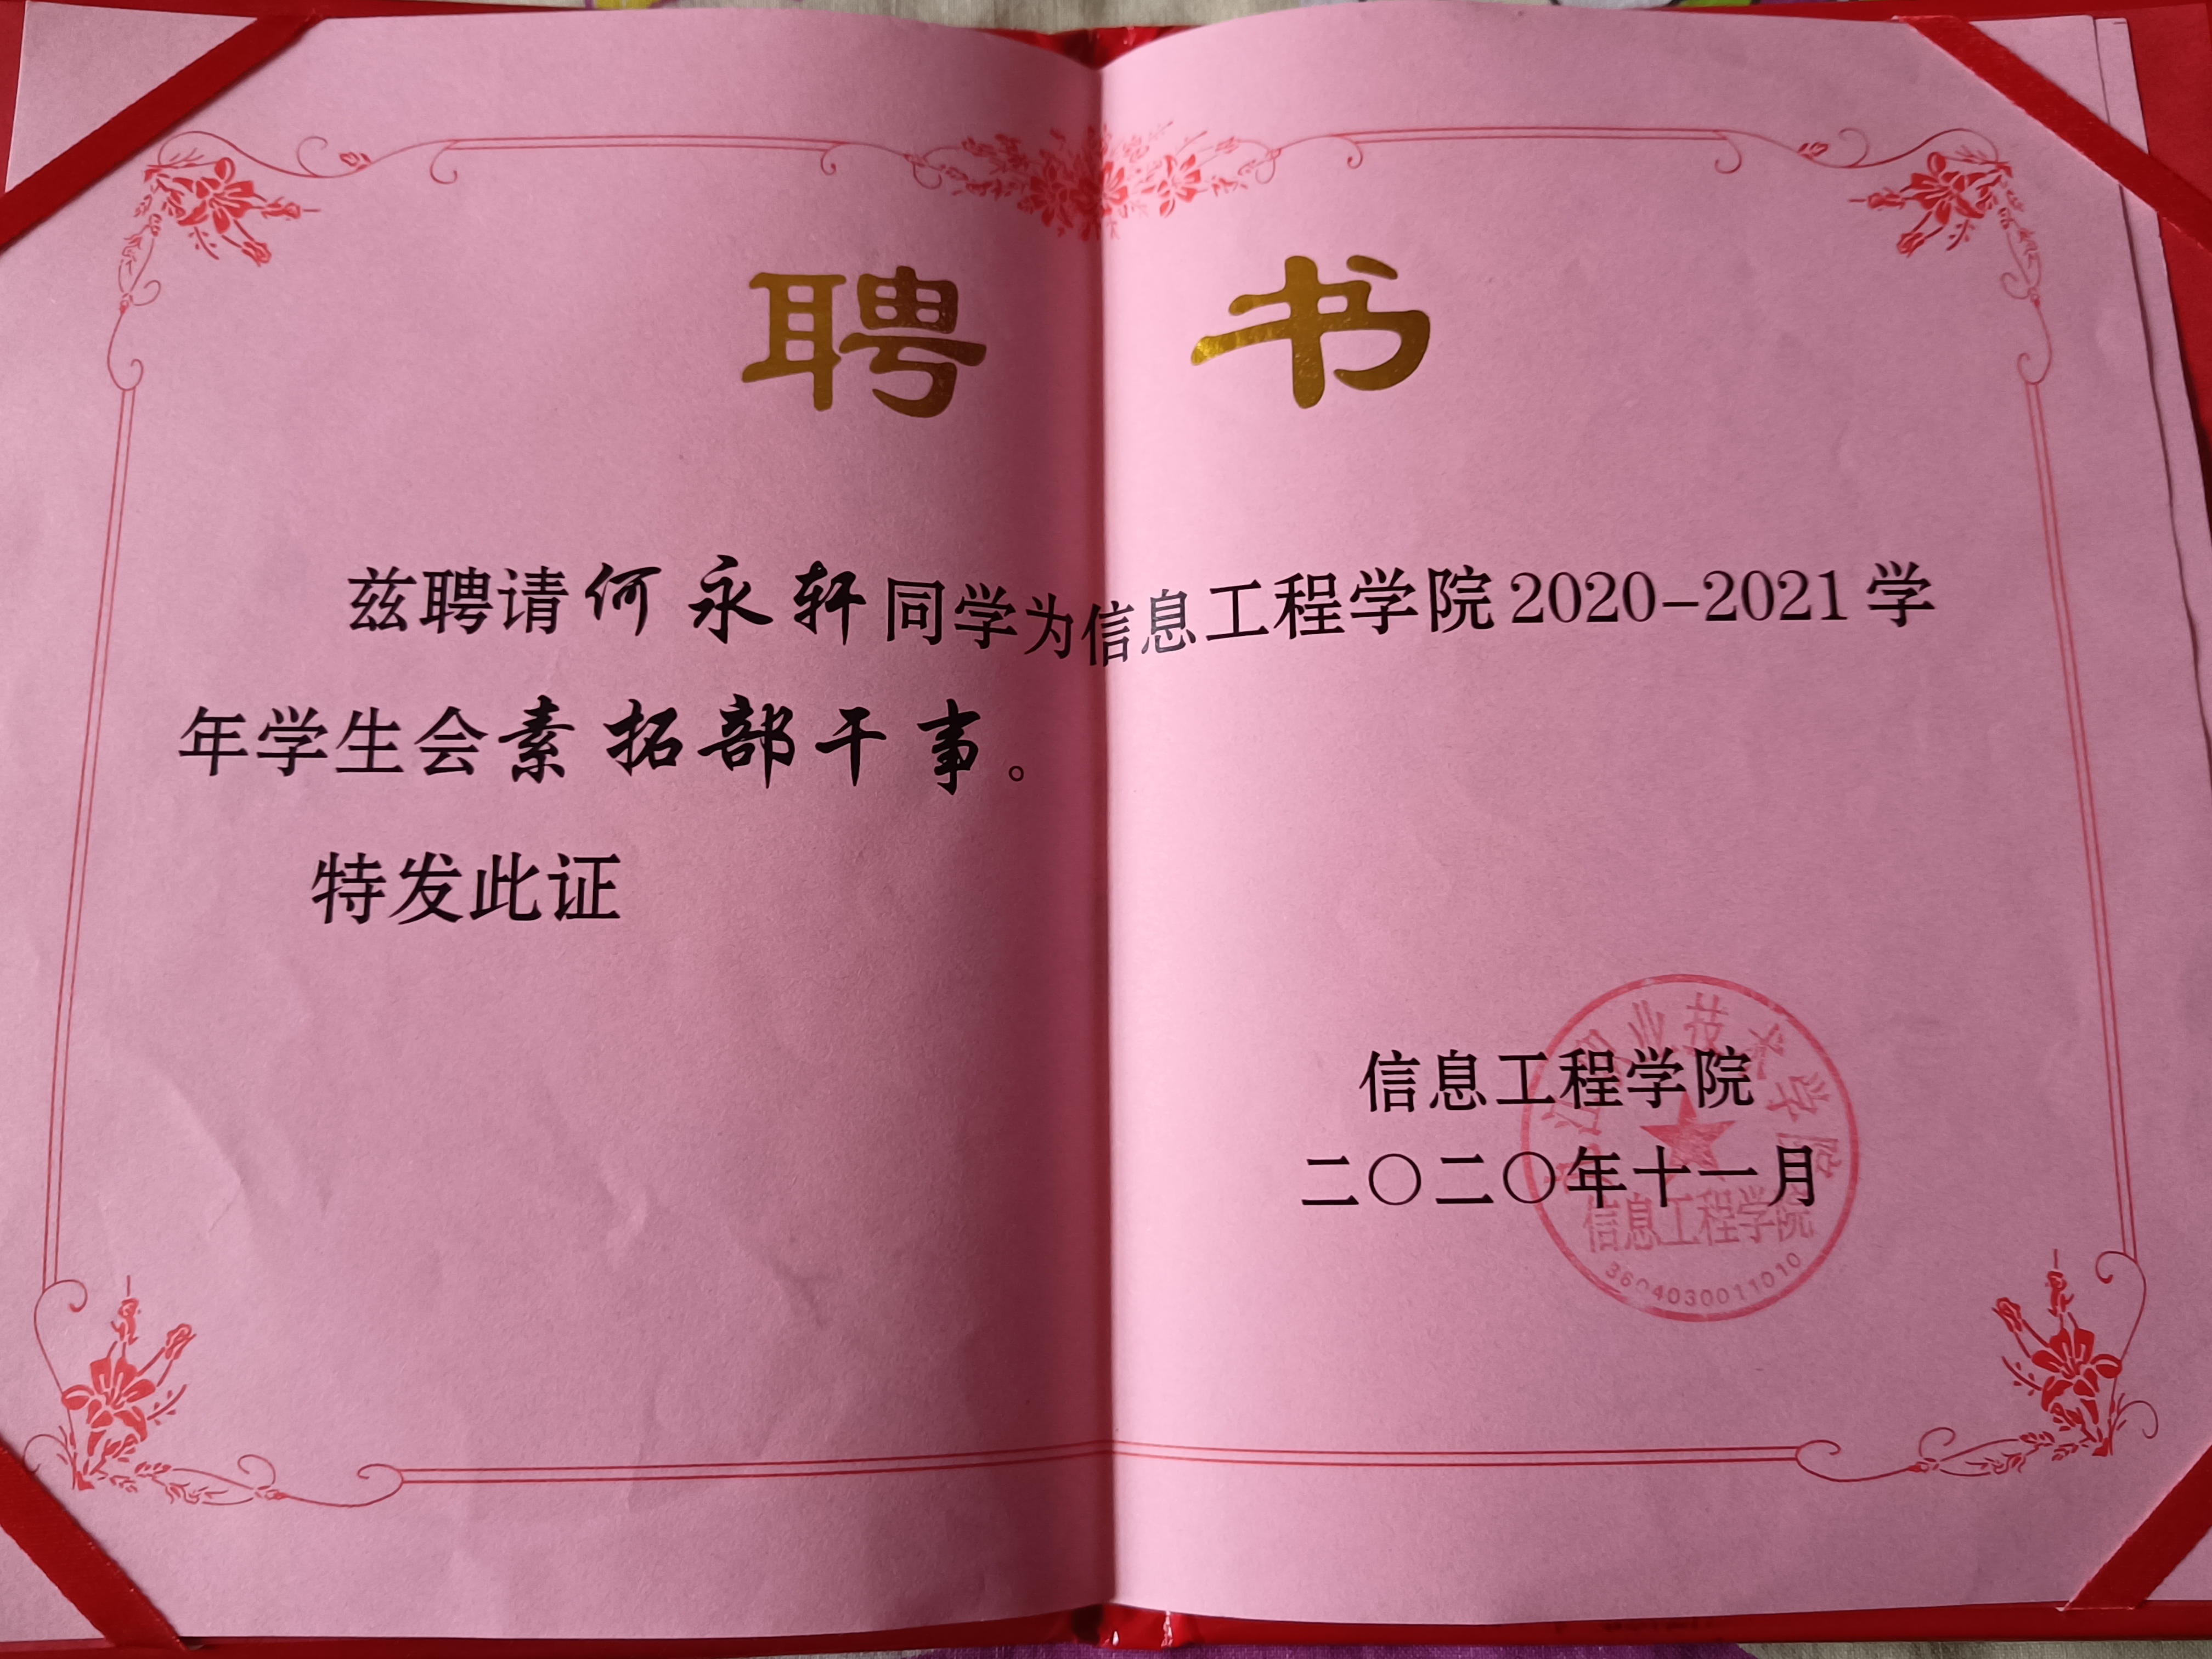 聘书
兹聘请何永轩同学为信息工程学院2020-2021学
年学生会素拓部干事。
特发此证
信息工程学院
二〇二〇年十一月
职业技术学院
信息工程学院